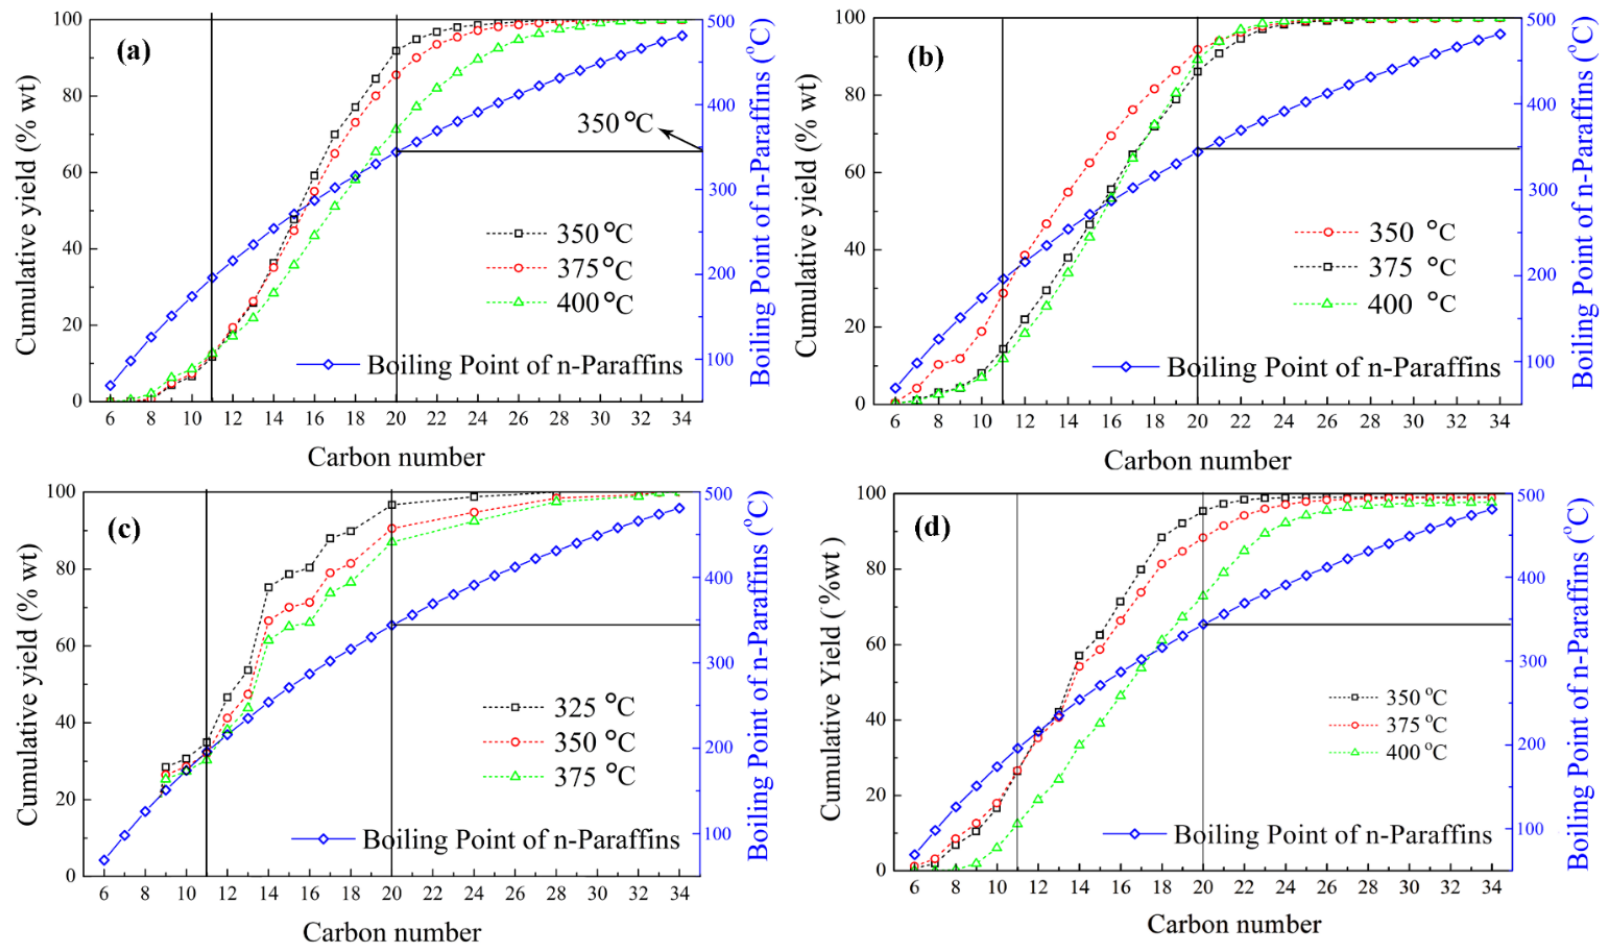 (a)
Cumulative yield (% wt)
100
80
60
40
20
0
6 8 10 12 14 16 18 20 22 24 26 28 30 32 34
Carbon number
500
400
300
200
100
Boiling Point of n-Paraffins (°C)
350 °C
350 °C
375 °C
400 °C
Boiling Point of n-Paraffins
(b)
Cumulative yield (% wt)
100
80
60
40
20
0
6 8 10 12 14 16 18 20 22 24 26 28 30 32 34
Carbon number
500
400
300
200
100
Boiling Point of n-Paraffins (°C)
350 °C
375 °C
400 °C
Boiling Point of n-Paraffins
(c)
Cumulative yield (% wt)
100
80
60
40
20
0
6 8 10 12 14 16 18 20 22 24 26 28 30 32 34
Carbon number
500
400
300
200
100
Boiling Point of n-Paraffins (°C)
325 °C
350 °C
375 °C
Boiling Point of n-Paraffins
(d)
Cumulative Yield (%wt)
100
80
60
40
20
0
6 8 10 12 14 16 18 20 22 24 26 28 30 32 34
Carbon number
500
400
300
200
100
Boiling Point of n-Paraffins (°C)
350 °C
375 °C
400 °C
Boiling Point of n-Paraffins